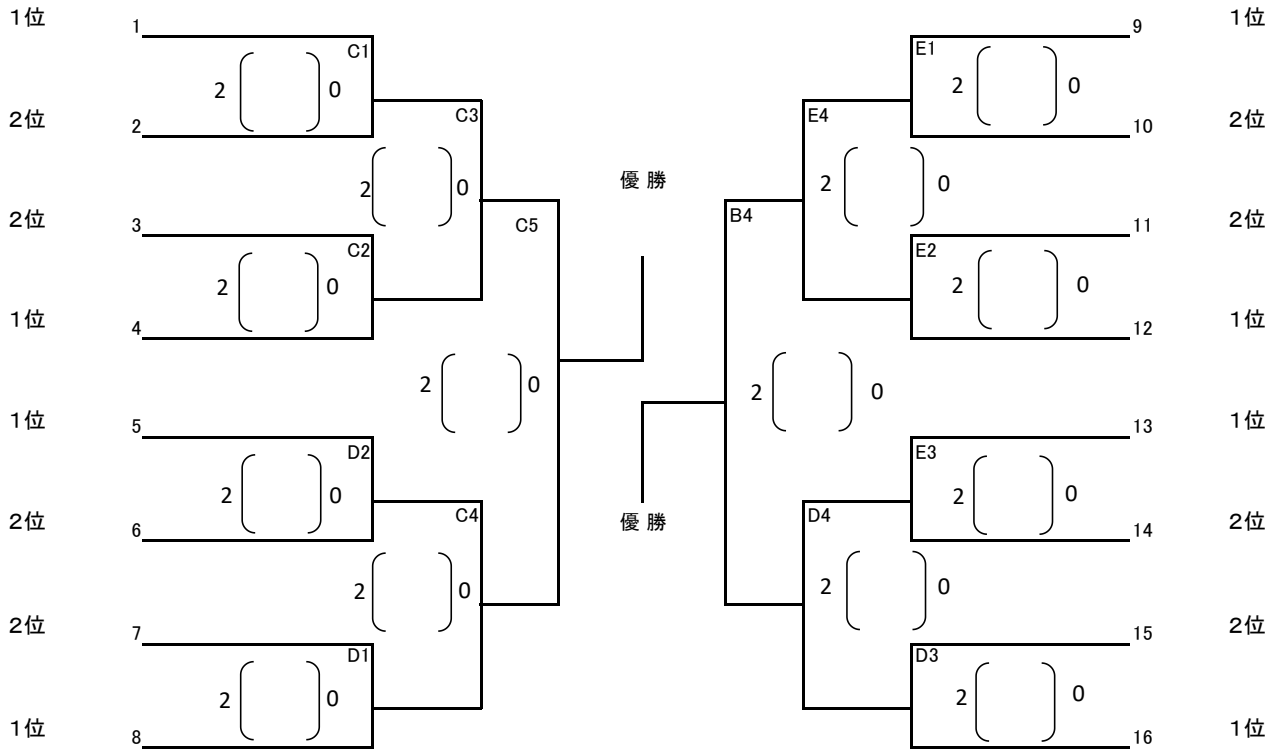 1位 1 9 1位
C1 E1
2 0 2 0
2位 2 C3 E4 10 2位
優 勝
2 0 2 0
2位 3 C5 B4 11 2位
C2 E2
2 0 2 0
1位 4 12 1位
2 0 2 0
1位 5 13 1位
D2 E3
2 0 2 0
2位 6 C4 優 勝 D4 14 2位
2 0 2 0
2位 7 15 2位
D1 D3
2 0 2 0
1位 8 16 1位